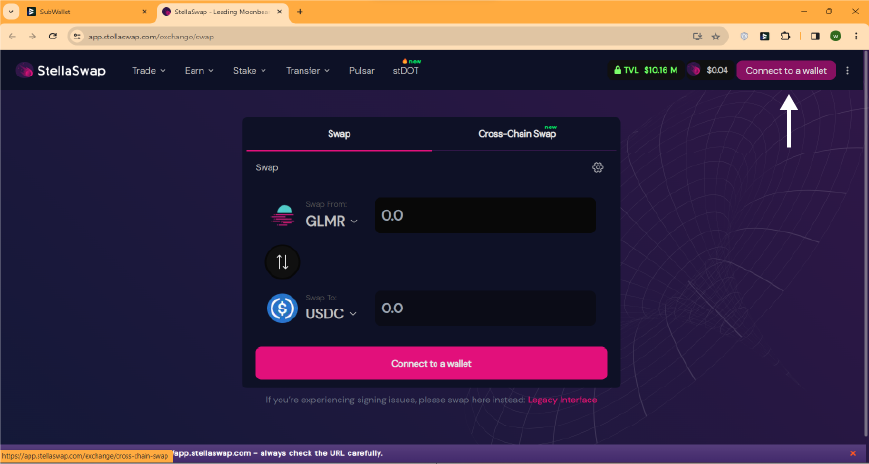 SubWallet
StellaSwap - Leading Moonbea
app.stellaswap.com/exchange/swap
StellaSwap
Trade
Earn
Stake
Transfer
Pulsar
new
stDOT
TVL $10.16 M
$0.04
Connect to a wallet
Swap
Cross-Chain Swap
new
Swap
Swap From:
GLMR
0.0
Swap To:
USDC
0.0
Connect to a wallet
If you're experiencing signing issues, please swap here instead: Legacy Interface
https://app.stellaswap.com/exchange/cross-chain-swap
/app.stellaswap.com - always check the URL carefully.